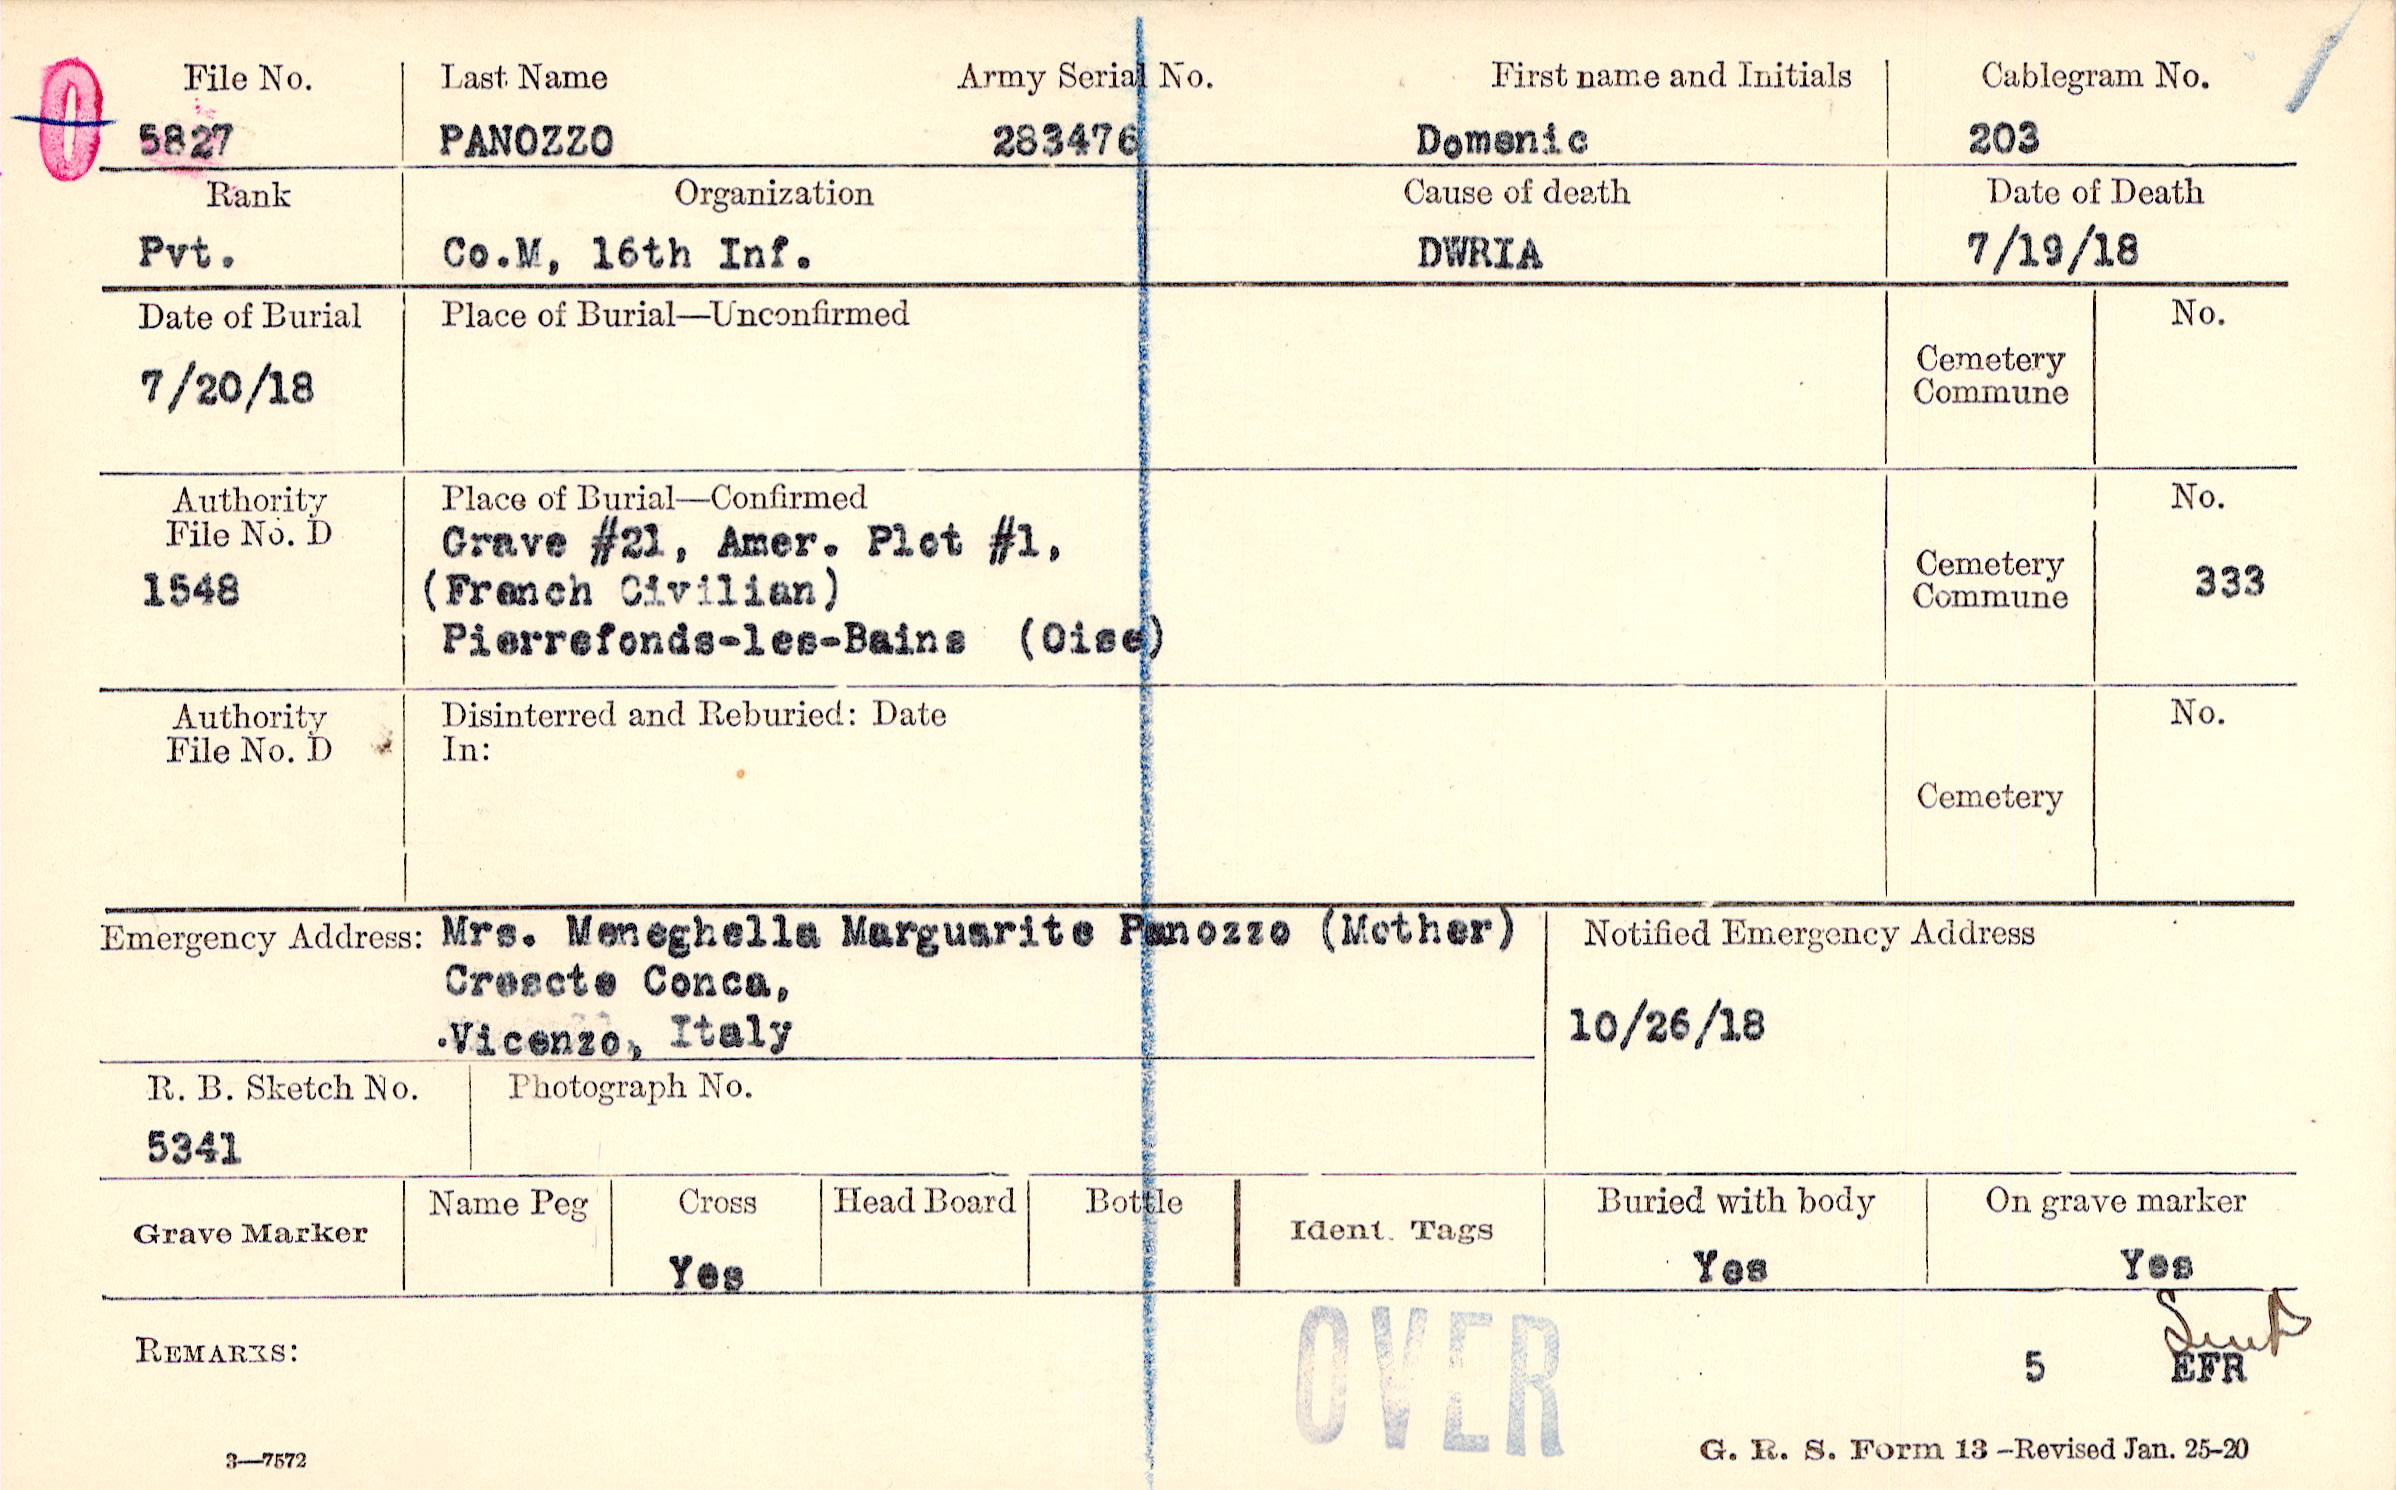 0
File No. Last Name Army Serial No. First name and Initials Cablegram No.
5827 PANOZZO 283476 Domenic 203
Rank Organization Cause of death Date of Death
Pvt. Co.M, 16th Inf. DWRIA 7/19/18
Date of Burial Place of Burial—Unconfirmed No.
7/20/18
Cemetery
Commune
Authority Place of Burial—Confirmed No.
File No. D
Grave #21, Amer. Plot #1,
1548 (French Civilian) Cemetery
Commune 333
Pierrefonds-les-Bains (Oise)
Authority Disinterred and Reburied: Date No.
File No. D In:
Cemetery
Emergency Address: Mrs. Meneghella Marguarite Panozzo (Mother) Notified Emergency Address
Crescte Conca,
.Vicenzo, Italy 10/26/18
R. B. Sketch No. Photograph No.
5341
Grave Marker Name Peg Cross Head Board Bottle Ident. Tags Buried with body On grave marker
Yes Yes Yes
REMARKS: OVER 5 EFR
3—7572 G. R. S. Form 13 –Revised Jan. 25-20